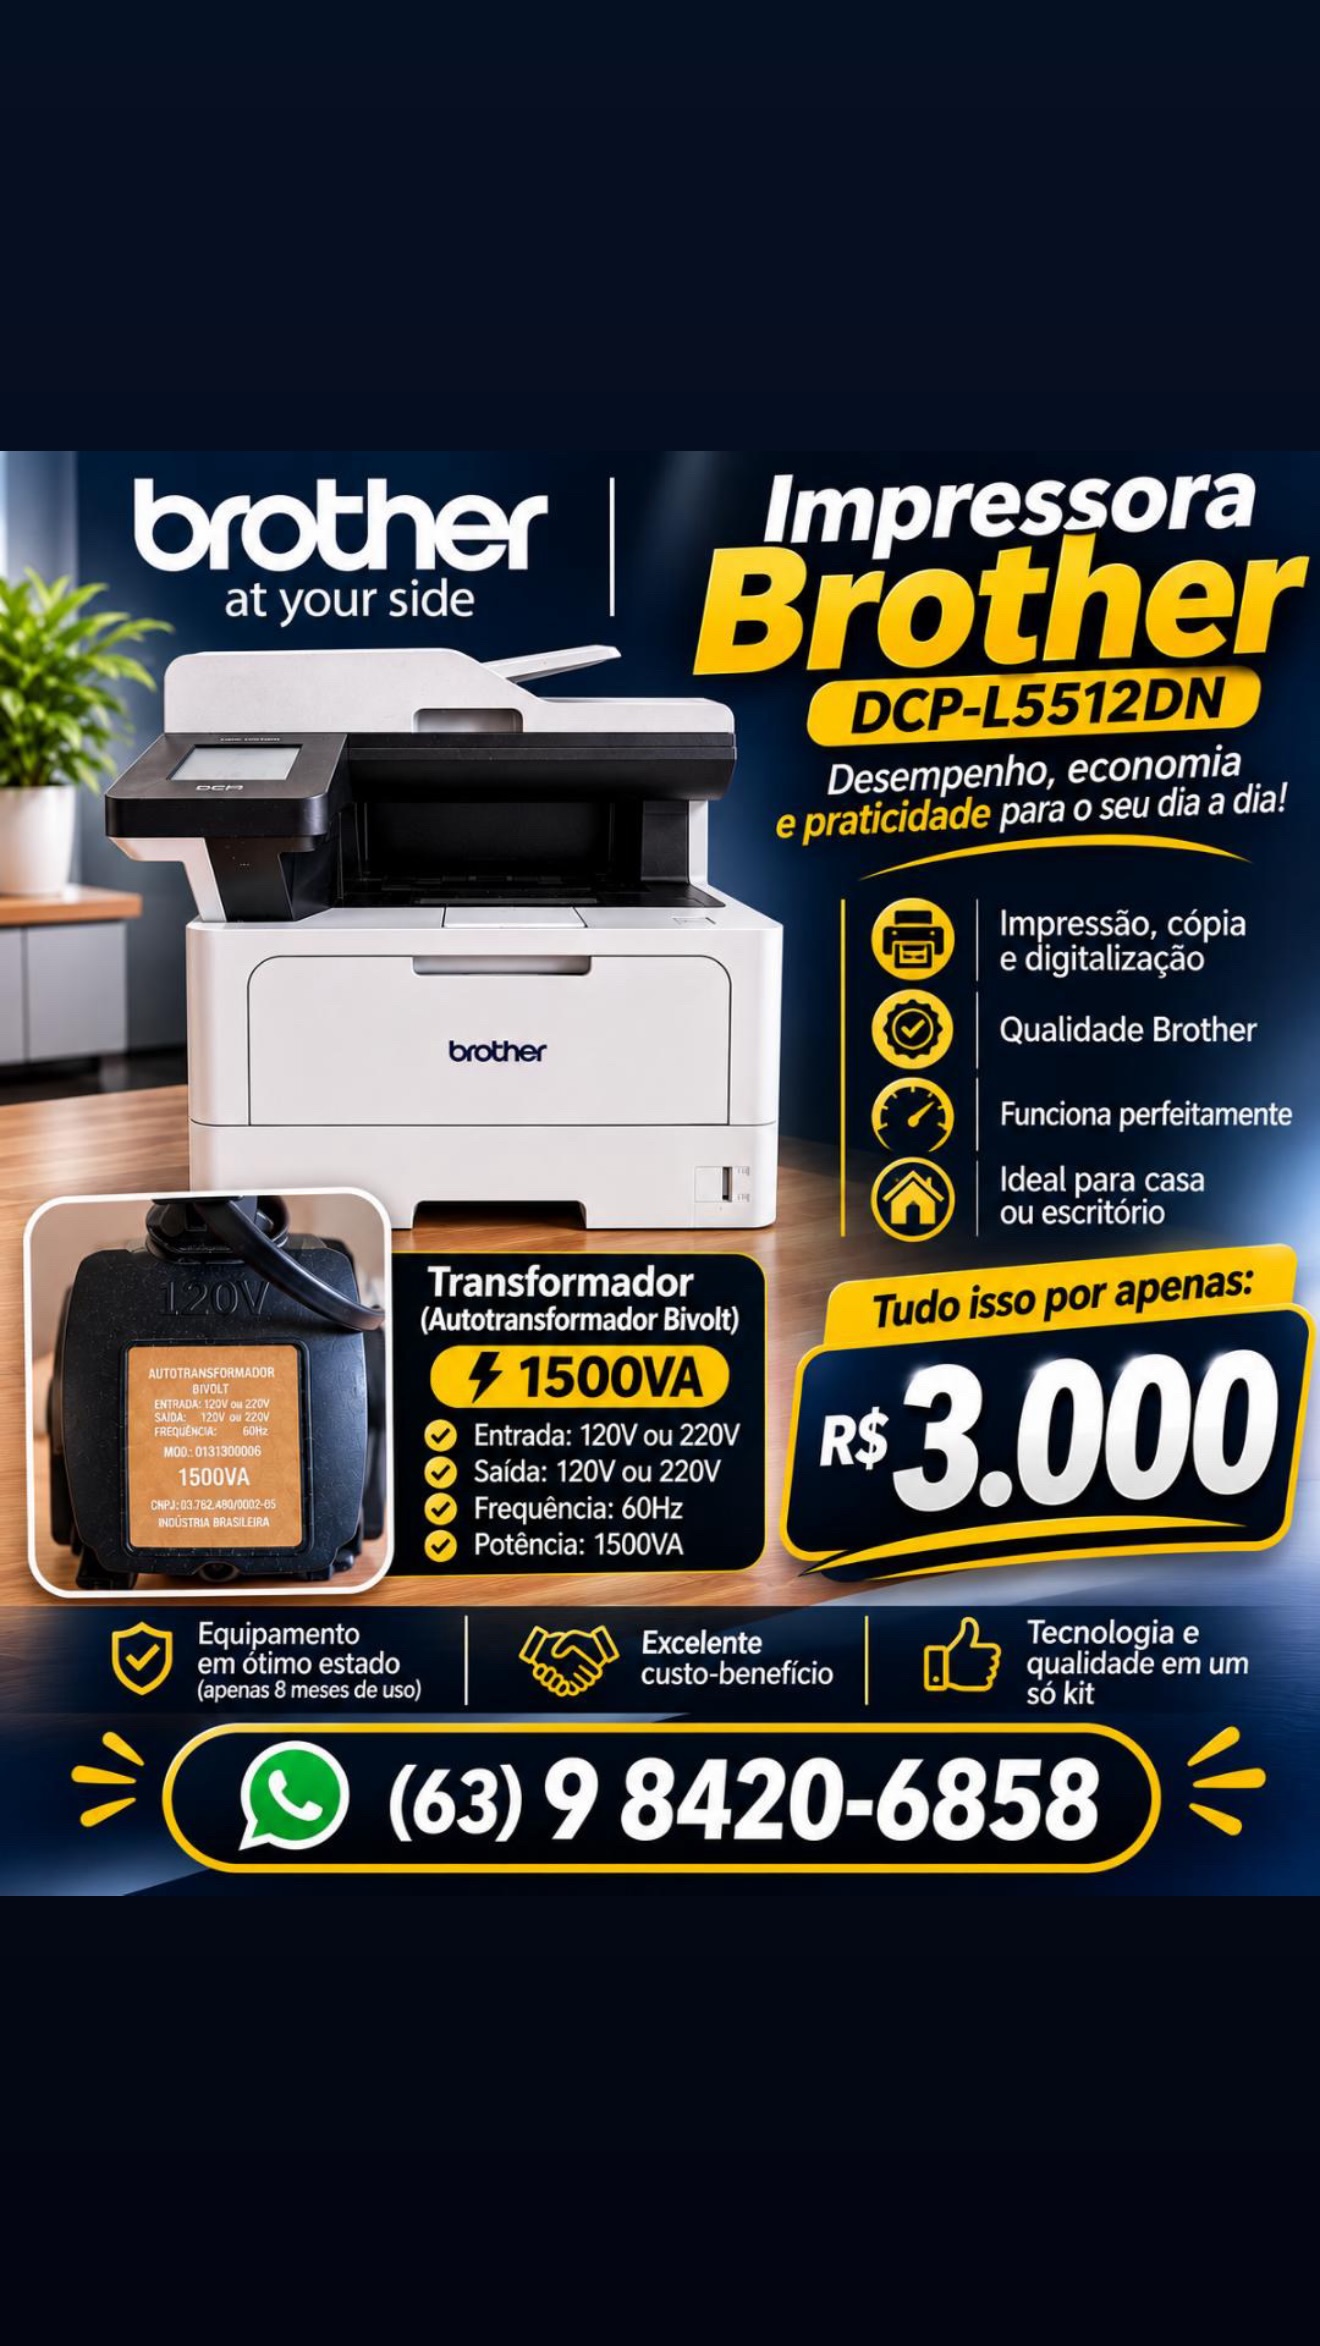 brother
at your side
Impressora
Brother
DCP-L5512DN
Desempenho, economia
e praticidade para o seu dia a dia!
Impressão, cópia
e digitalização
Qualidade Brother
Funciona perfeitamente
Ideal para casa
ou escritório
DCP
brother
120V
AUTOTRANSFORMADOR
BIVOLT
ENTRADA: 120V ou 220V
SAÍDA: 120V ou 220V
FREQUÊNCIA: 60Hz
MOD.: 0131300006
1500VA
CNPJ: 03.762.480/0002-05
INDÚSTRIA BRASILEIRA
Transformador
(Autotransformador Bivolt)
1500VA
Entrada: 120V ou 220V
Saída: 120V ou 220V
Frequência: 60Hz
Potência: 1500VA
Tudo isso por apenas:
R$ 3.000
Equipamento
em ótimo estado
(apenas 8 meses de uso)
Excelente
custo-benefício
Tecnologia e
qualidade em um
só kit
(63) 9 8420-6858